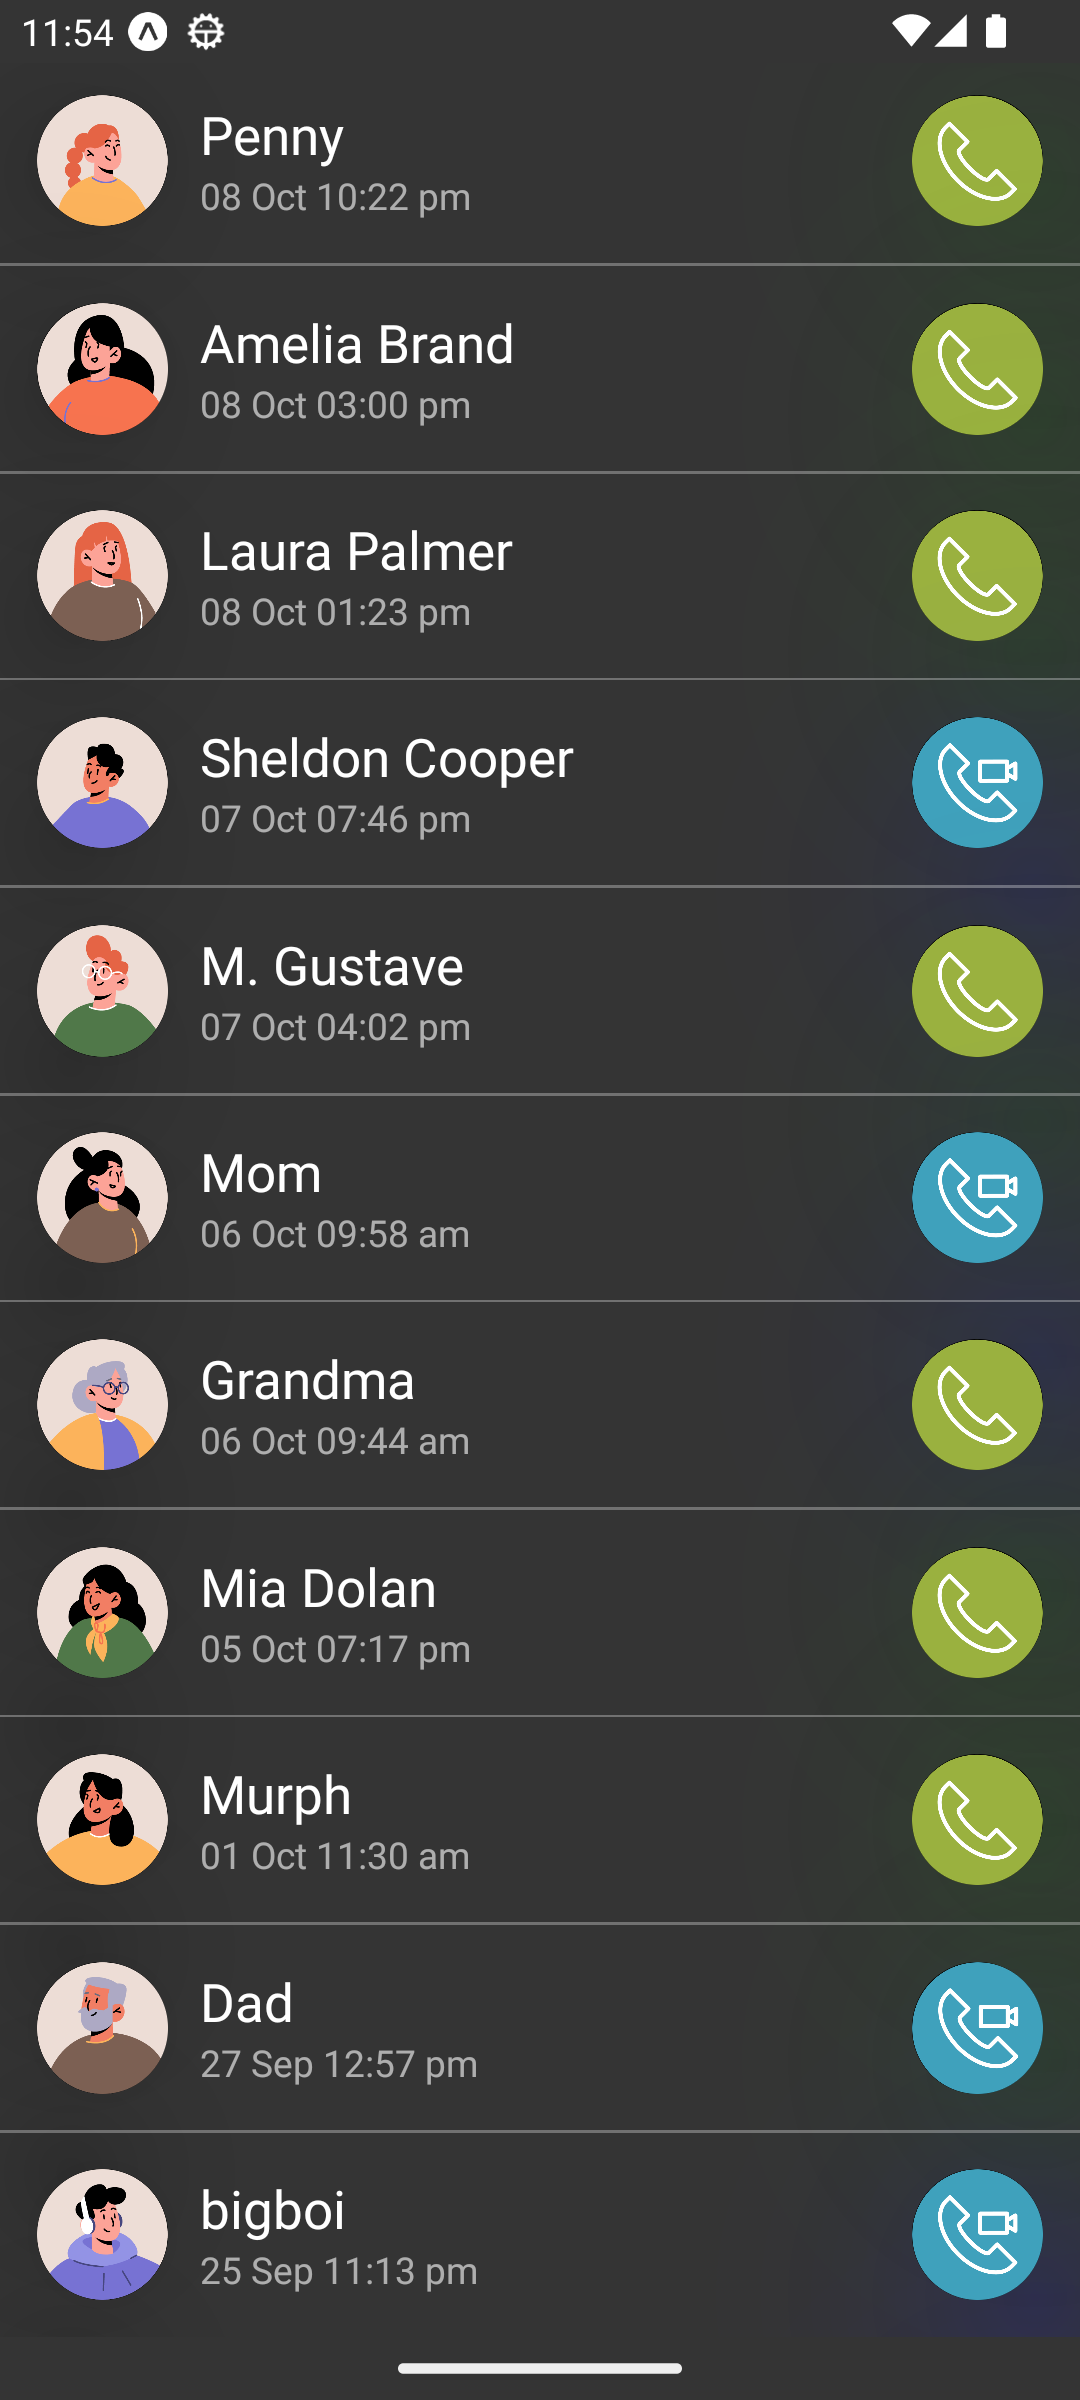 11:54
Penny
08 Oct 10:22 pm
Amelia Brand
08 Oct 03:00 pm
Laura Palmer
08 Oct 01:23 pm
Sheldon Cooper
07 Oct 07:46 pm
M. Gustave
07 Oct 04:02 pm
Mom
06 Oct 09:58 am
Grandma
06 Oct 09:44 am
Mia Dolan
05 Oct 07:17 pm
Murph
01 Oct 11:30 am
Dad
27 Sep 12:57 pm
bigboi
25 Sep 11:13 pm